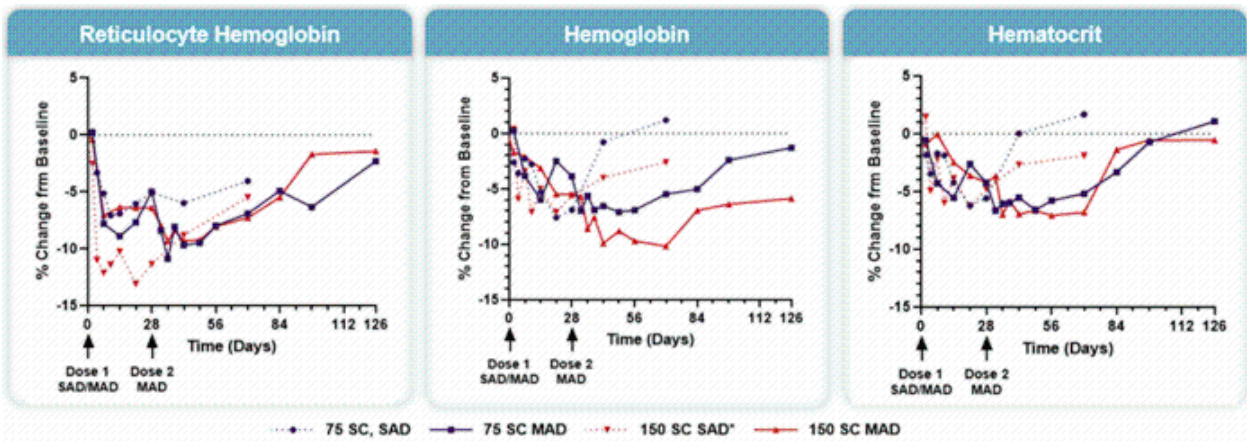 Reticulocyte Hemoglobin
Hemoglobin
Hematocrit
% Change frm Baseline
5
0
-5
-10
-15
0
28
56
84
112
126
Time (Days)
Dose 1
SAD/MAD
Dose 2
MAD
% Change from Baseline
5
0
-5
-10
-15
0
28
56
84
112
126
Time (Days)
Dose 1
SAD/MAD
Dose 2
MAD
% Change frm Baseline
5
0
-5
-10
-15
0
28
56
84
112
126
Time (Days)
Dose 1
SAD/MAD
Dose 2
MAD
75 SC, SAD 75 SC MAD 150 SC SAD* 150 SC MAD